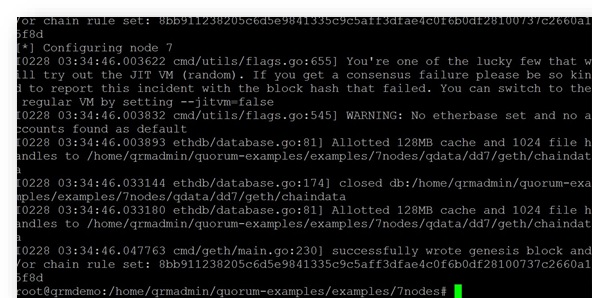 /or chain rule set: 8bb911238205c6d5e9841335c9c5aff3dfae4c0f6b0df28100737c2660a1
5f8d
[*] Configuring node 7
I0228 03:34:46.003622 cmd/utils/flags.go:655] You're one of the lucky few that w
ill try out the JIT VM (random). If you get a consensus failure please be so kin
d to report this incident with the block hash that failed. You can switch to the
regular VM by setting --jitvm=false
I0228 03:34:46.003832 cmd/utils/flags.go:545] WARNING: No etherbase set and no a
ccounts found as default
I0228 03:34:46.003893 ethdb/database.go:81] Allotted 128MB cache and 1024 file h
andles to /home/qrmadmin/quorum-examples/examples/7nodes/qdata/dd7/geth/chaindat
a
I0228 03:34:46.033144 ethdb/database.go:174] closed db:/home/qrmadmin/quorum-exa
mples/examples/7nodes/qdata/dd7/geth/chaindata
I0228 03:34:46.033180 ethdb/database.go:81] Allotted 128MB cache and 1024 file h
andles to /home/qrmadmin/quorum-examples/examples/7nodes/qdata/dd7/geth/chaindat
a
I0228 03:34:46.047763 cmd/geth/main.go:230] successfully wrote genesis block and
/or chain rule set: 8bb911238205c6d5e9841335c9c5aff3dfae4c0f6b0df28100737c2660a1
5f8d
root@qrmdemo:/home/qrmadmin/quorum-examples/examples/7nodes#